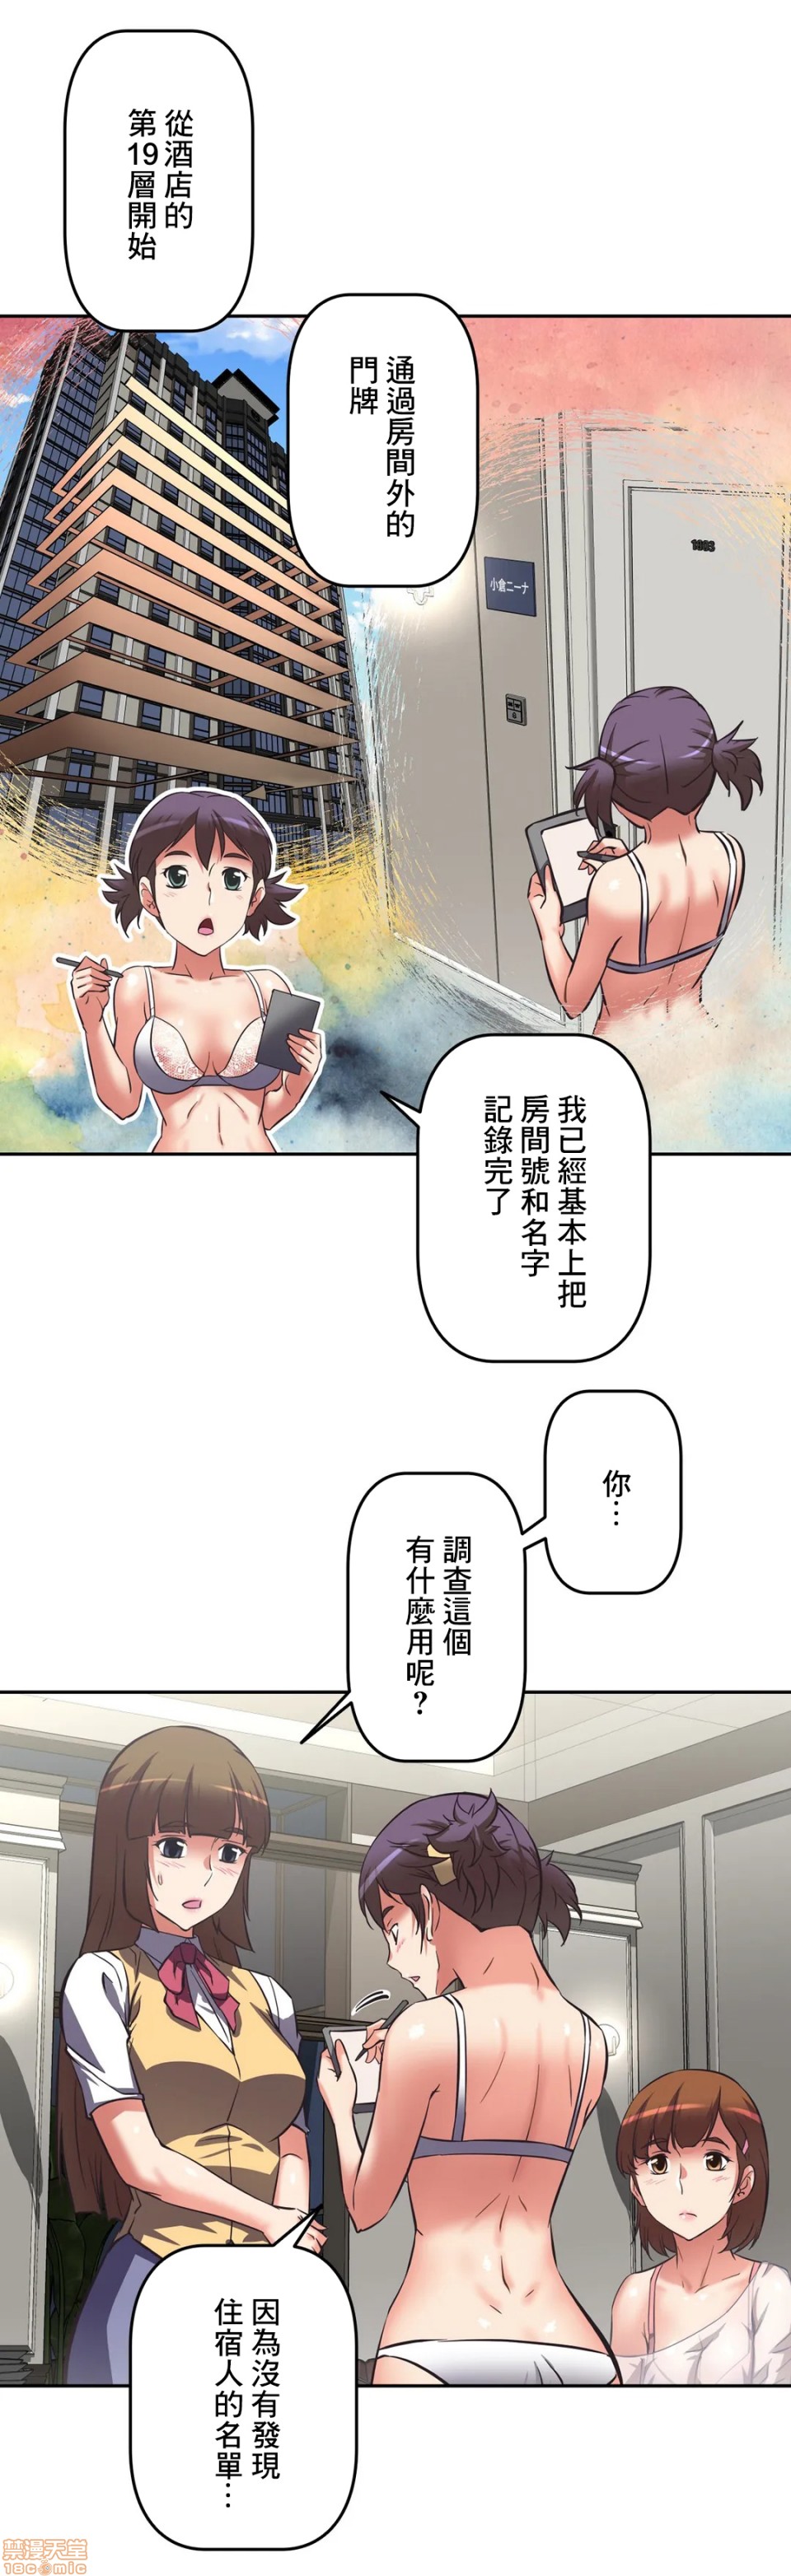 從酒店的
第19層開始
通過房間外的
門牌
小倉ニーナ
我已經基本上把
房間號和名字
記錄完了
你…
調查這個
有什麼用呢?
因為沒有發現
住宿人的名單…
禁漫天堂
18comic